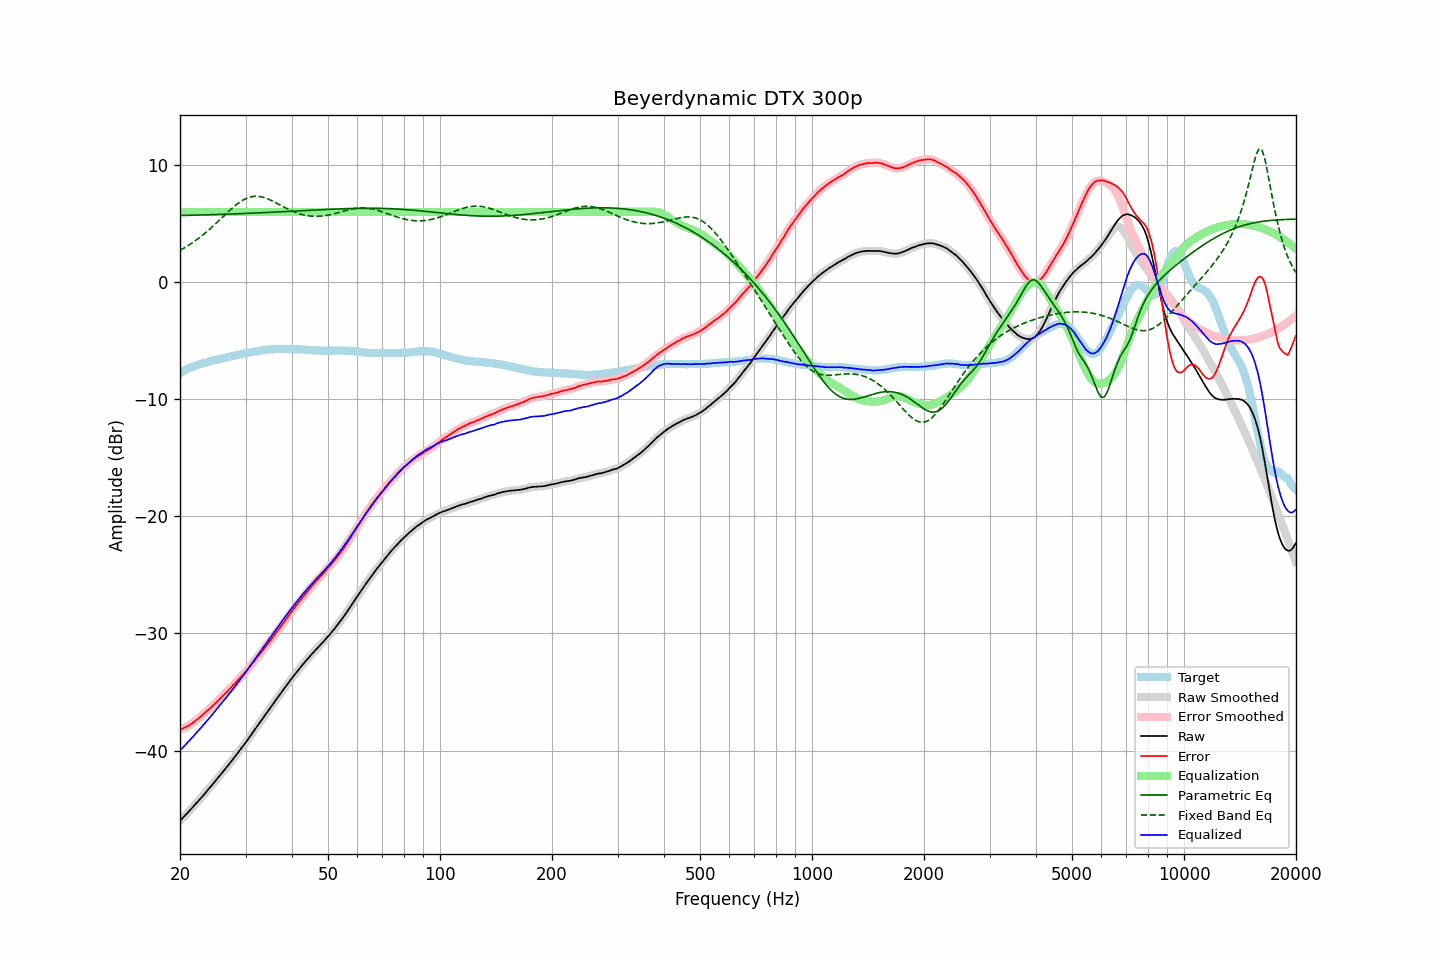 Beyerdynamic DTX 300p
Amplitude (dBr)
10
0
−10
−20
−30
−40
20
50
100
200
500
1000
2000
5000
10000
20000
Frequency (Hz)
Target
Raw Smoothed
Error Smoothed
Raw
Error
Equalization
Parametric Eq
Fixed Band Eq
Equalized